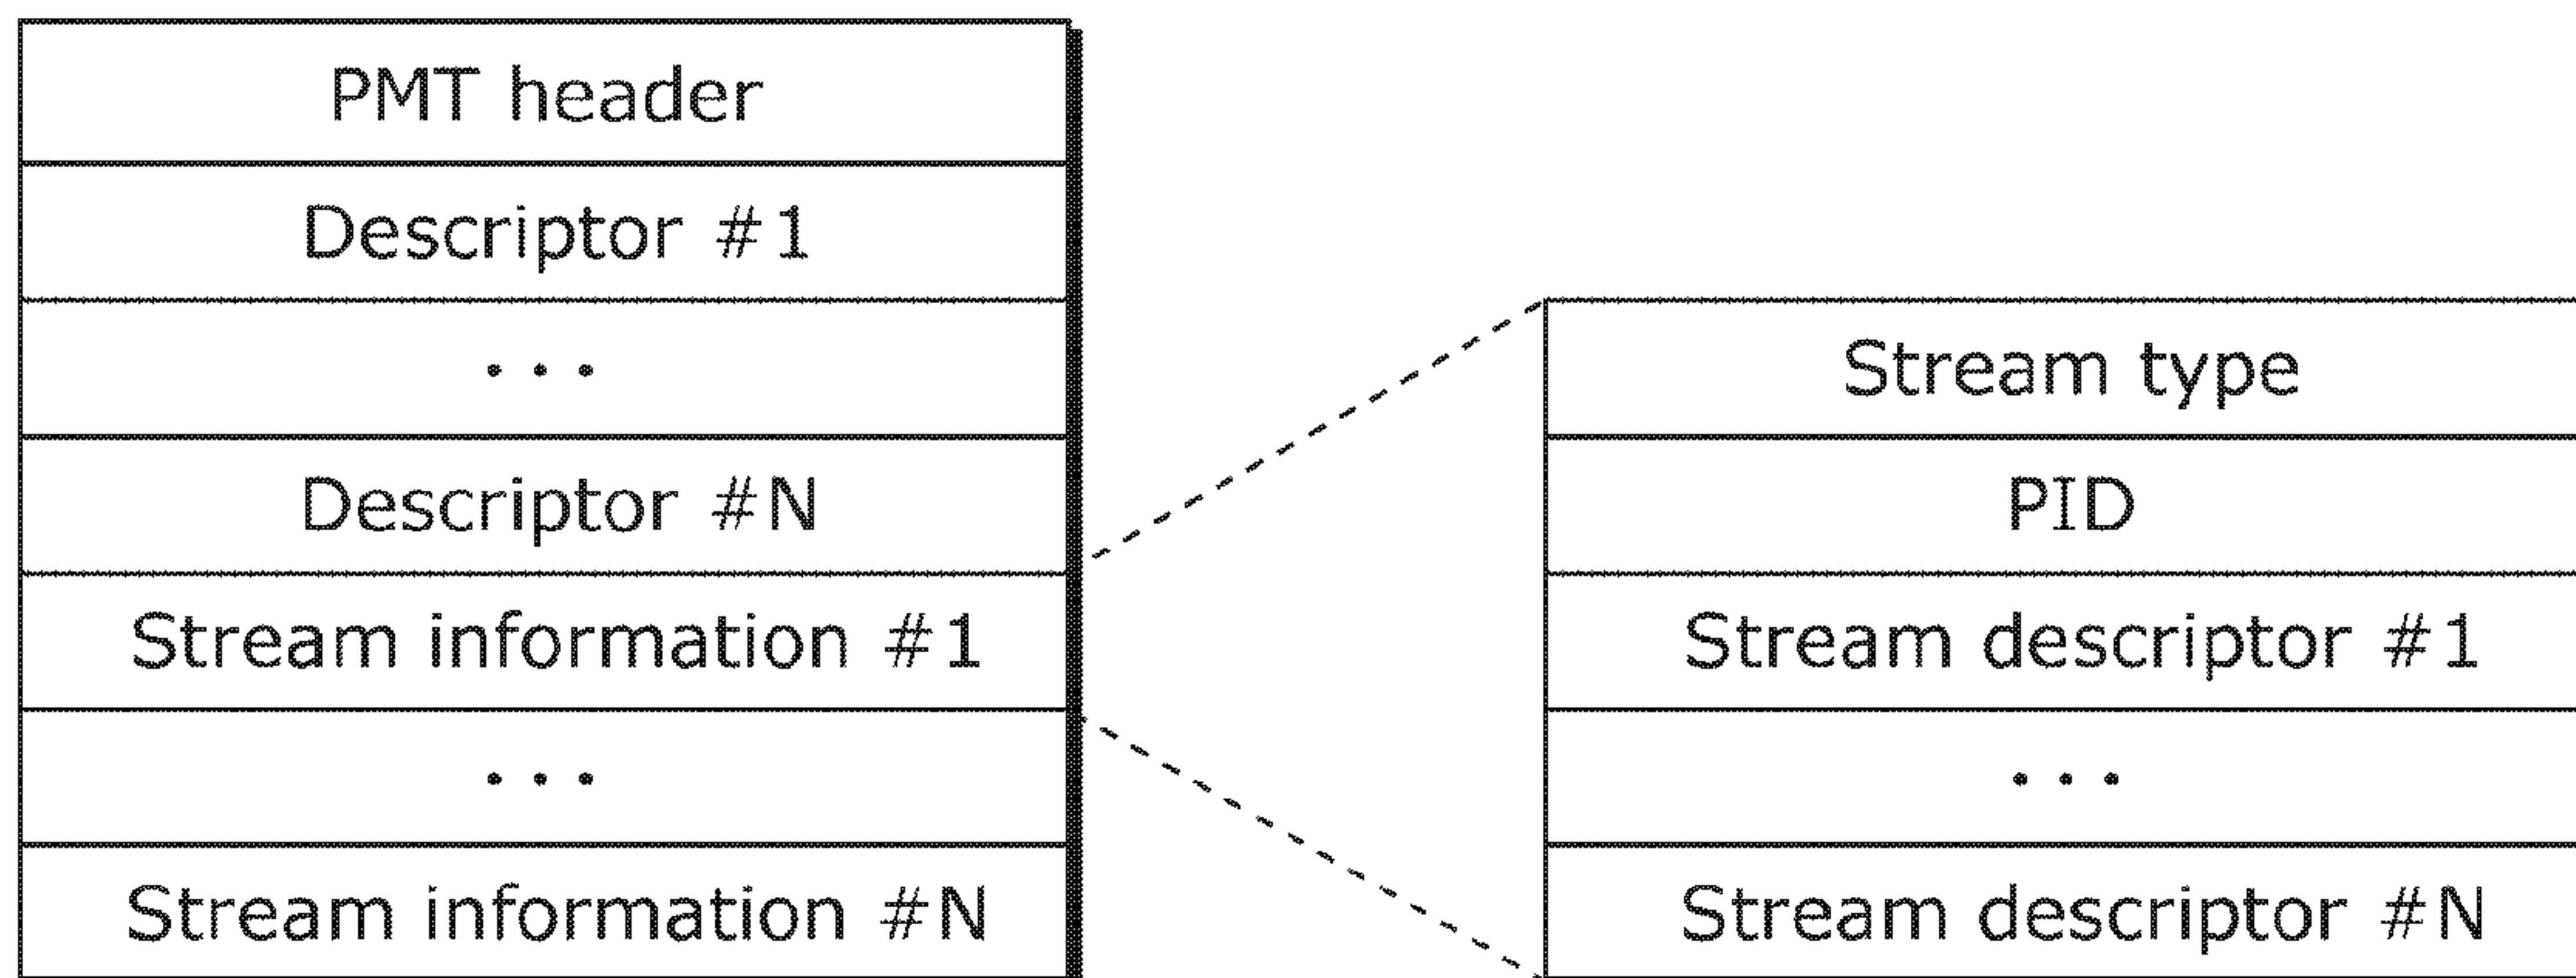 PMT header
Descriptor #1
...
Descriptor #N
Stream information #1
...
Stream information #N
Stream type
PID
Stream descriptor #1
...
Stream descriptor #N